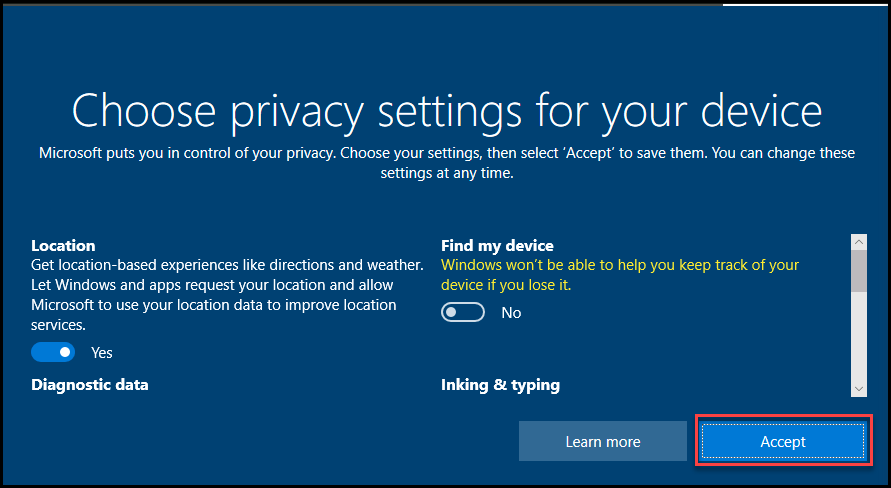 Choose privacy settings for your device
Microsoft puts you in control of your privacy. Choose your settings, then select ‘Accept’ to save them. You can change these
settings at any time.
Location
Get location-based experiences like directions and weather.
Let Windows and apps request your location and allow
Microsoft to use your location data to improve location
services.
Yes
Find my device
Windows won’t be able to help you keep track of your
device if you lose it.
No
Diagnostic data
Inking & typing
Learn more
Accept